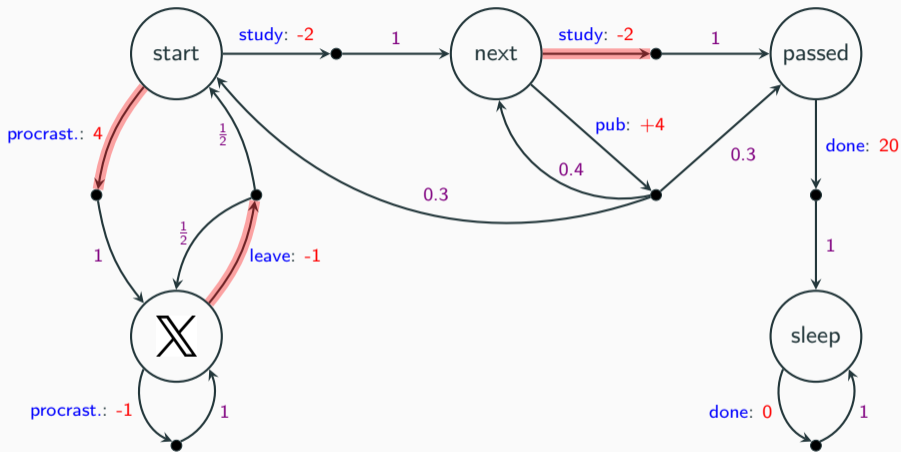 start
study: -2
1
next
study: -2
1
passed
procrast.: 4
1/2
pub: +4
done: 20
0.4
0.3
0.3
1
1/2
leave: -1
1
𝕏
sleep
procrast.: -1
1
done: 0
1